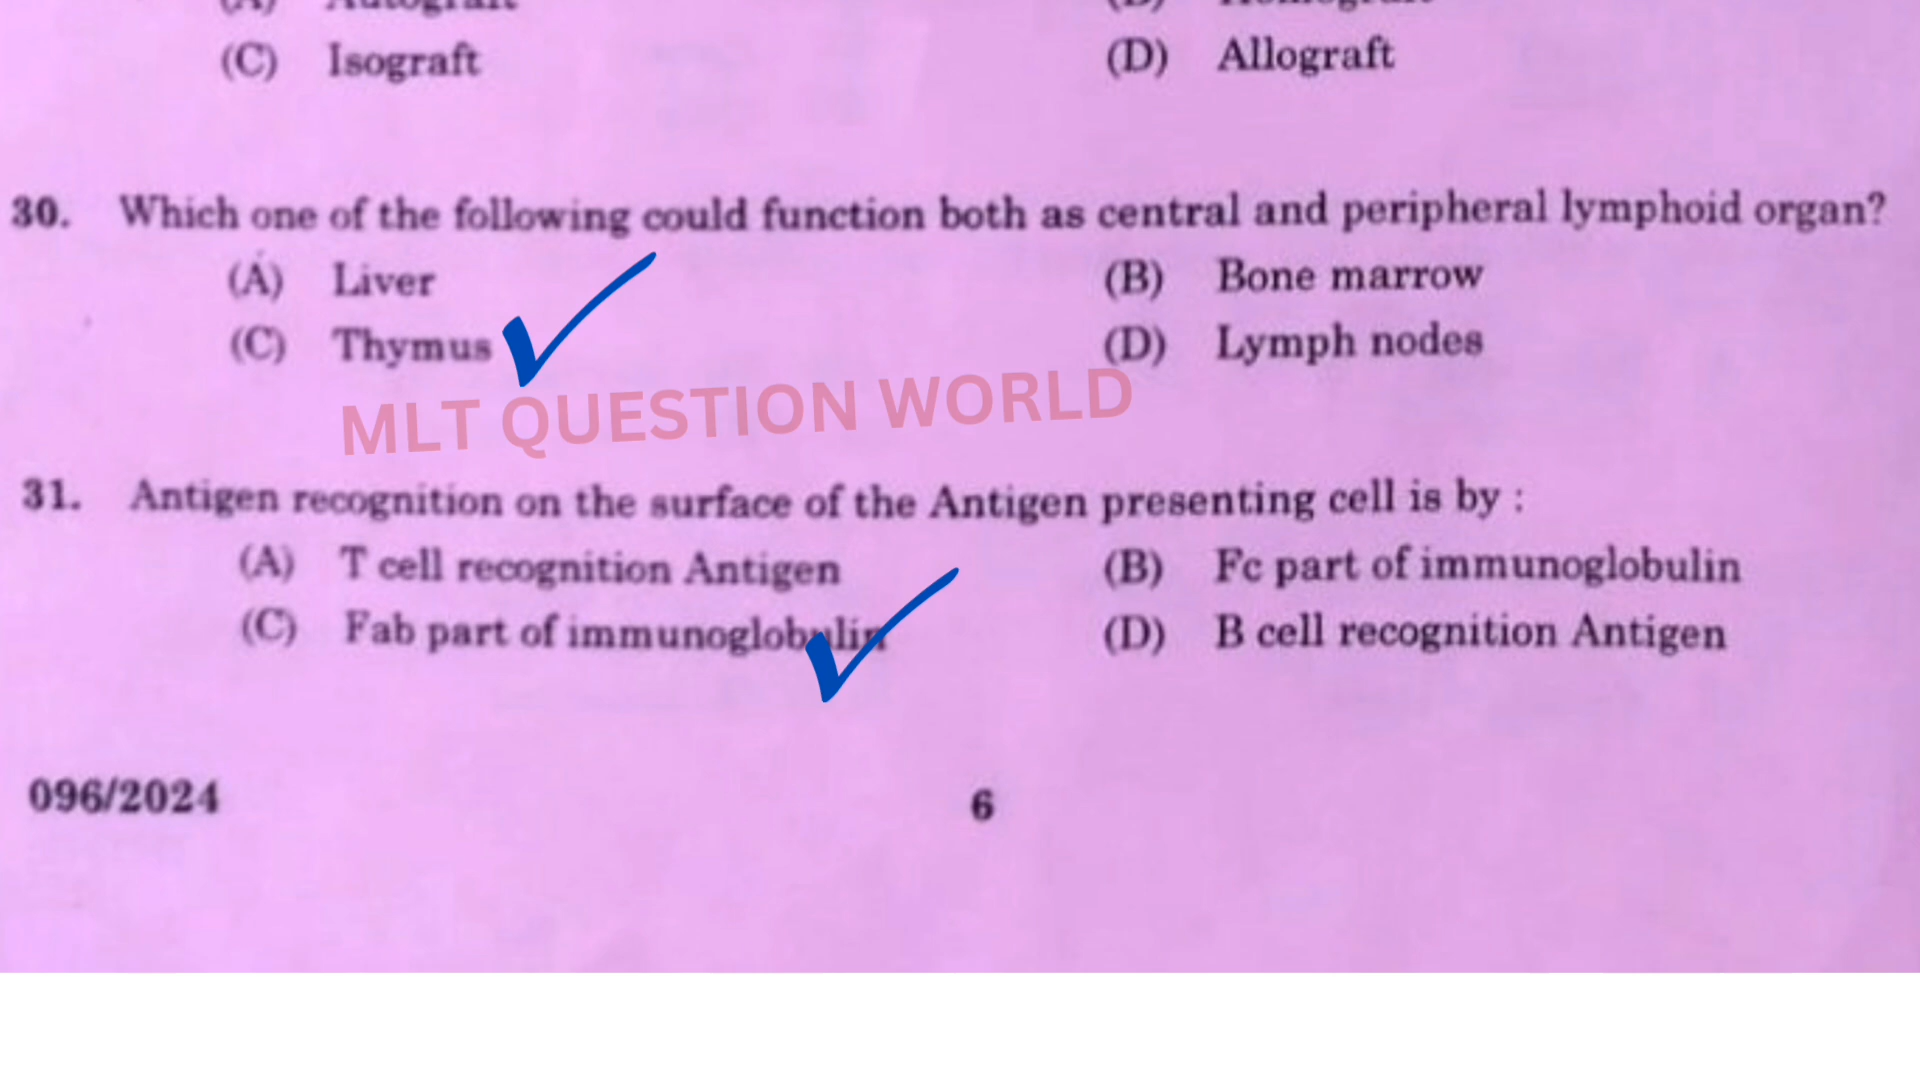 (A) Autograft (B) Homograft
(C) Isograft (D) Allograft
30. Which one of the following could function both as central and peripheral lymphoid organ?
(A) Liver (B) Bone marrow
(C) Thymus (D) Lymph nodes
MLT QUESTION WORLD
31. Antigen recognition on the surface of the Antigen presenting cell is by :
(A) T cell recognition Antigen (B) Fc part of immunoglobulin
(C) Fab part of immunoglobulin (D) B cell recognition Antigen
096/2024 6